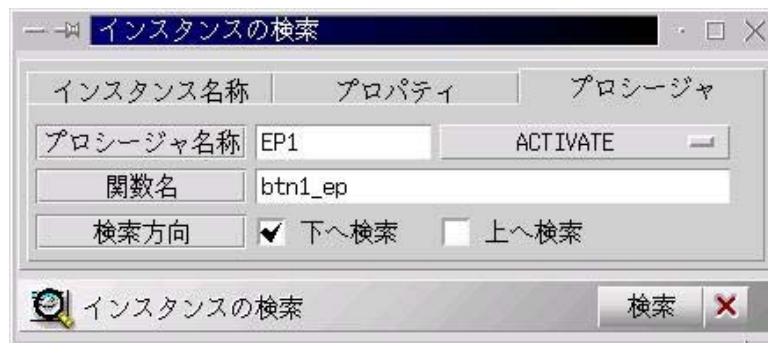 インスタンスの検索
インスタンス名称 プロパティ プロシージャ
プロシージャ名称 EP1 ACTIVATE
関数名 btn1_ep
検索方向 下へ検索 上へ検索
インスタンスの検索 検索